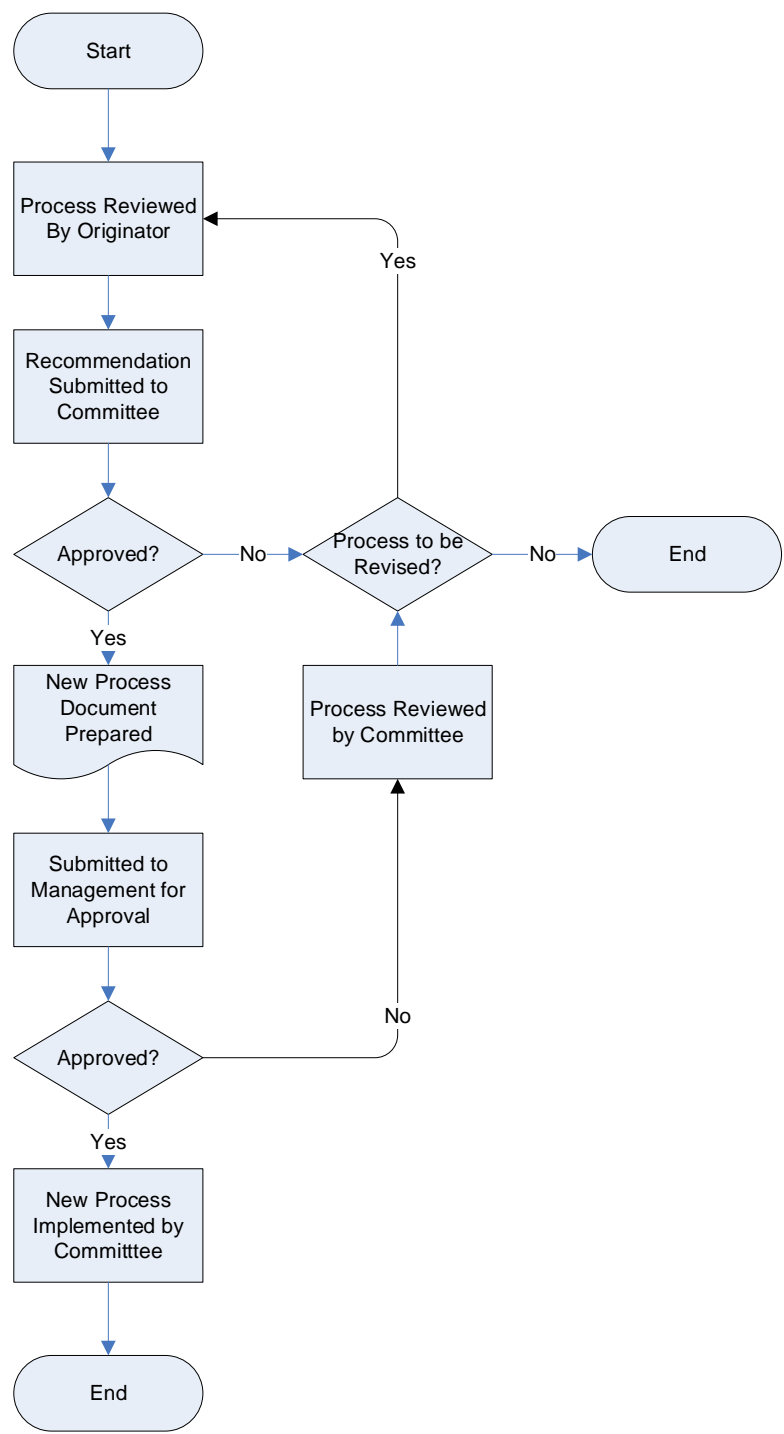 Start
Process Reviewed
By Originator
Yes
Recommendation
Submitted to
Committee
Approved?
No
Process to be
Revised?
No
End
Yes
New Process
Document
Prepared
Process Reviewed
by Committee
Submitted to
Management for
Approval
No
Approved?
Yes
New Process
Implemented by
Committtee
End